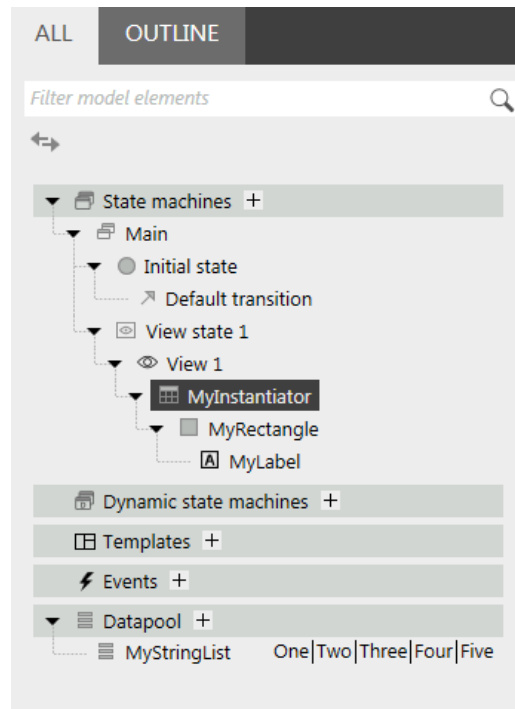 ALL OUTLINE
Filter model elements
State machines +
Main
Initial state
Default transition
View state 1
View 1
MyInstantiator
MyRectangle
A MyLabel
Dynamic state machines +
Templates +
Events +
Datapool +
MyStringList One|Two|Three|Four|Five